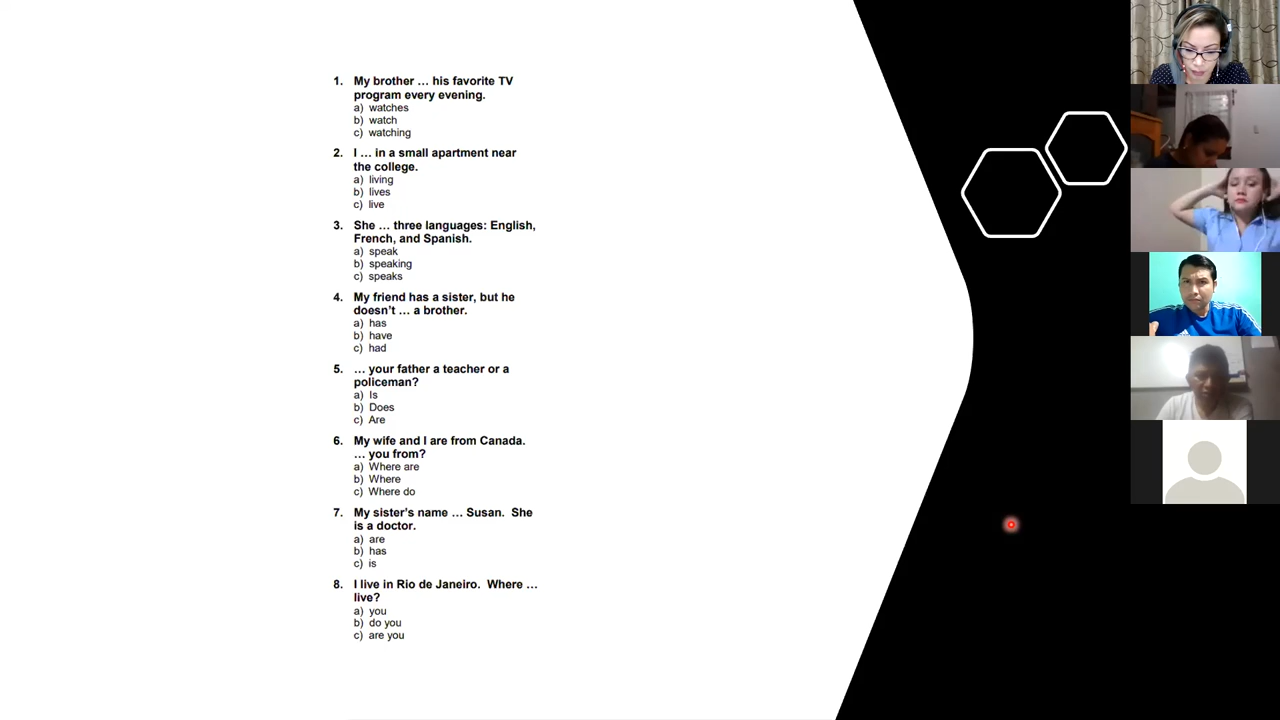 1. My brother … his favorite TV
program every evening.
a) watches
b) watch
c) watching
2. I … in a small apartment near
the college.
a) living
b) lives
c) live
3. She … three languages: English,
French, and Spanish.
a) speak
b) speaking
c) speaks
4. My friend has a sister, but he
doesn’t … a brother.
a) has
b) have
c) had
5. … your father a teacher or a
policeman?
a) Is
b) Does
c) Are
6. My wife and I are from Canada.
… you from?
a) Where are
b) Where
c) Where do
7. My sister’s name … Susan. She
is a doctor.
a) are
b) has
c) is
8. I live in Rio de Janeiro. Where …
live?
a) you
b) do you
c) are you